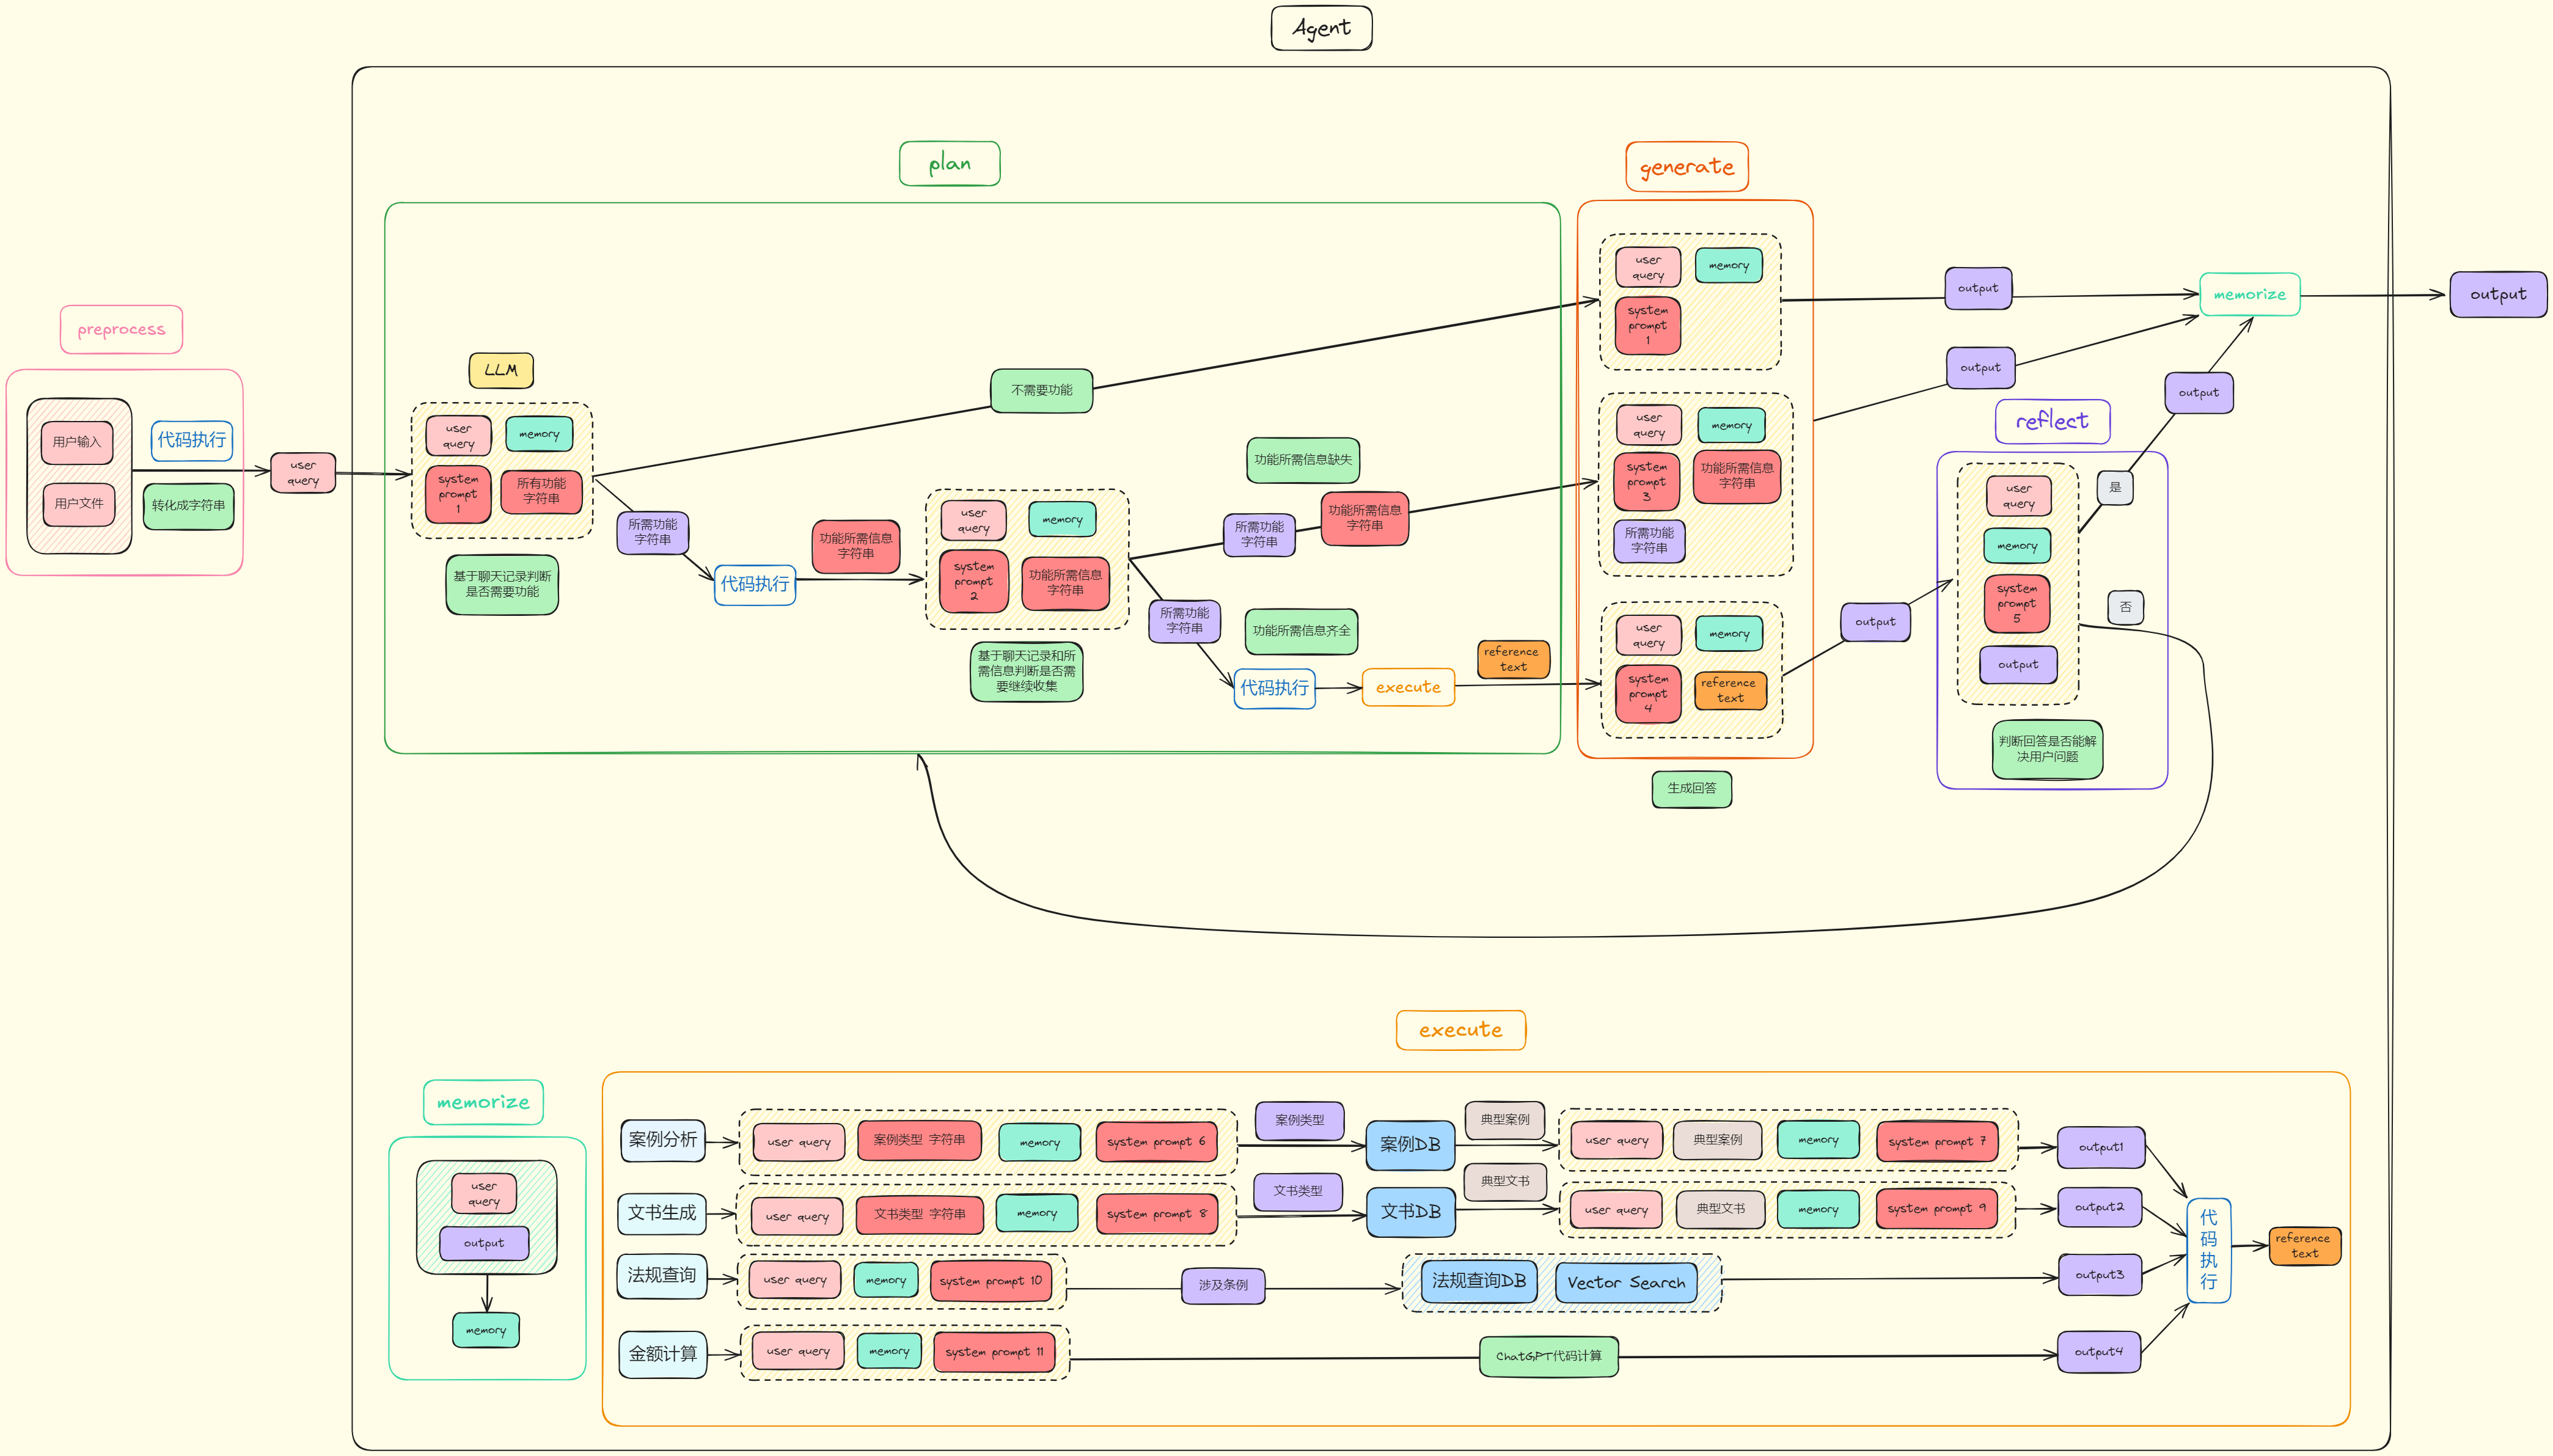 Agent
preprocess
用户输入
用户文件
代码执行
转化成字符串
user
query
plan
LLM
user
query
memory
system
prompt
1
所有功能
字符串
基于聊天记录判断
是否需要功能
不需要功能
所需功能
字符串
代码执行
功能所需信息
字符串
user
query
memory
system
prompt
2
功能所需信息
字符串
基于聊天记录和所
需信息判断是否需
要继续收集
功能所需信息缺失
所需功能
字符串
功能所需信息
字符串
所需功能
字符串
功能所需信息齐全
代码执行
execute
reference
text
generate
user
query
memory
system
prompt
1
user
query
memory
system
prompt
3
功能所需信息
字符串
所需功能
字符串
user
query
memory
system
prompt
4
reference
text
生成回答
output
output
output
reflect
user
query
memory
system
prompt
5
output
判断回答是否能解
决用户问题
是
否
output
memorize
output
memorize
user
query
output
memory
execute
案例分析
user query
案例类型 字符串
memory
system prompt 6
案例类型
案例DB
典型案例
user query
典型案例
memory
system prompt 7
output1
文书生成
user query
文书类型 字符串
memory
system prompt 8
文书类型
文书DB
典型文书
user query
典型文书
memory
system prompt 9
output2
法规查询
user query
memory
system prompt 10
涉及条例
法规查询DB
Vector Search
output3
金额计算
user query
memory
system prompt 11
ChatGPT代码计算
output4
代
码
执
行
reference
text